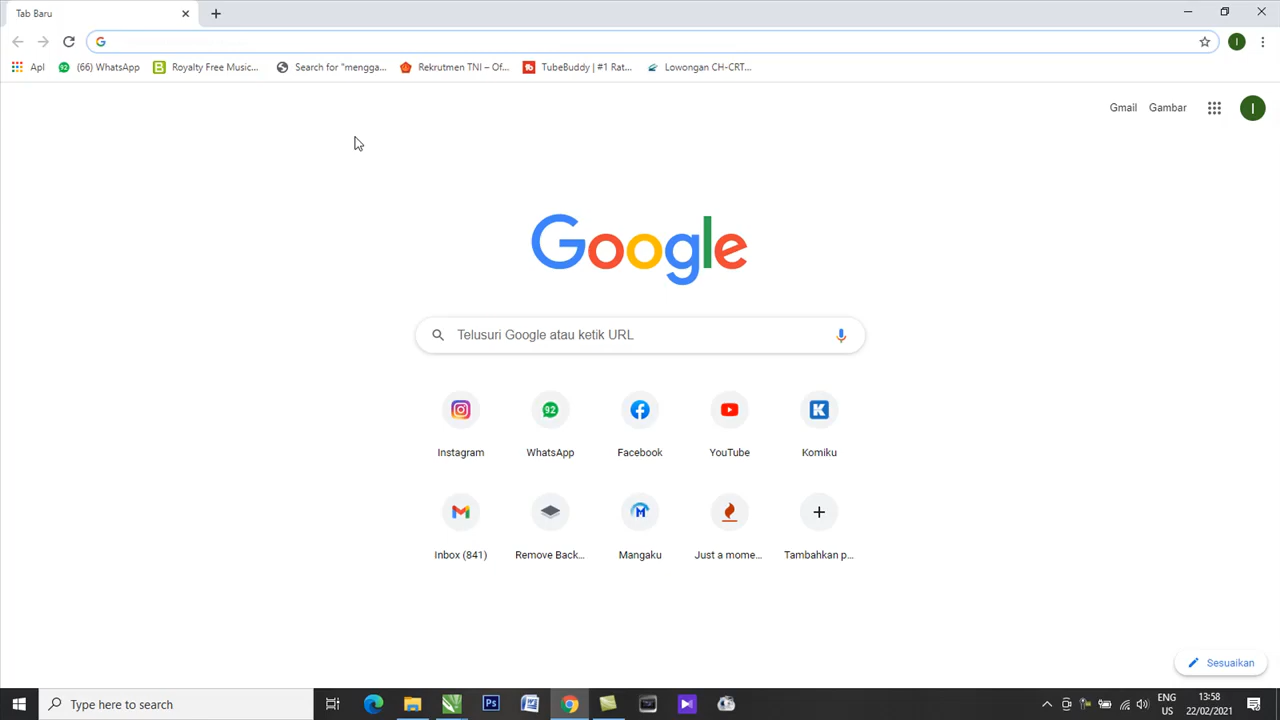 Tab Baru
Apl
(66) WhatsApp
Royalty Free Music...
Search for "mengga...
Rekrutmen TNI – Of...
TubeBuddy | #1 Rat...
Lowongan CH-CRT...
Gmail
Gambar
I
Google
Telusuri Google atau ketik URL
92
Instagram
WhatsApp
Facebook
YouTube
Komiku
Inbox (841)
Remove Back...
Mangaku
Just a mome...
Tambahkan p...
Sesuaikan
Type here to search
Ps
ENG
US
13:58
22/02/2021